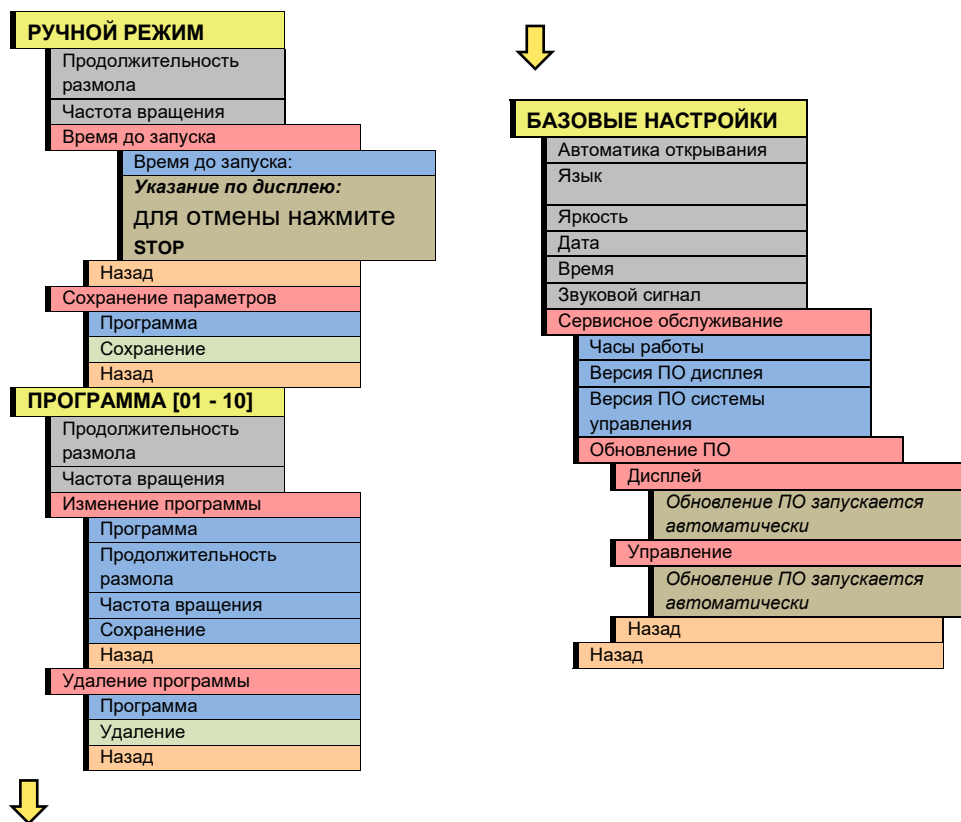 РУЧНОЙ РЕЖИМ
Продолжительность
размола
Частота вращения
Время до запуска
Время до запуска:
Указание по дисплею:
для отмены нажмите
STOP
Назад
Сохранение параметров
Программа
Сохранение
Назад
ПРОГРАММА [01 - 10]
Продолжительность
размола
Частота вращения
Изменение программы
Программа
Продолжительность
размола
Частота вращения
Сохранение
Назад
Удаление программы
Программа
Удаление
Назад
БАЗОВЫЕ НАСТРОЙКИ
Автоматика открывания
Язык
Яркость
Дата
Время
Звуковой сигнал
Сервисное обслуживание
Часы работы
Версия ПО дисплея
Версия ПО системы
управления
Обновление ПО
Дисплей
Обновление ПО запускается
автоматически
Управление
Обновление ПО запускается
автоматически
Назад
Назад